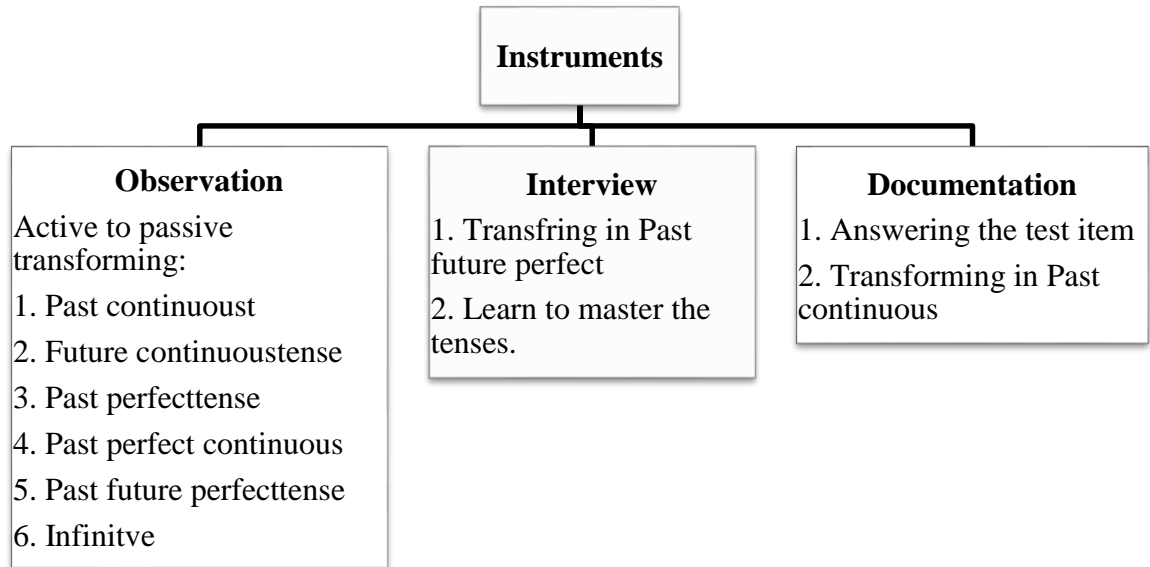 Instruments
Observation
Active to passive
transforming:
1. Past continuoust
2. Future continuoustense
3. Past perfecttense
4. Past perfect continuous
5. Past future perfecttense
6. Infinitve
Interview
1. Transfring in Past
future perfect
2. Learn to master the
tenses.
Documentation
1. Answering the test item
2. Transforming in Past
continuous